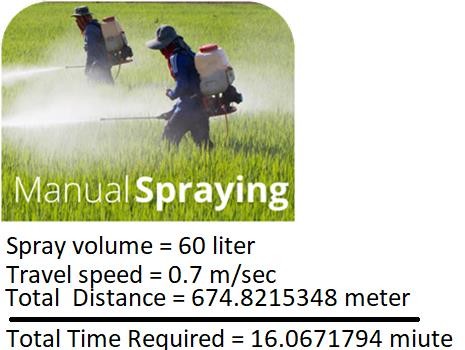 Manual Spraying
Spray volume = 60 liter
Travel speed = 0.7 m/sec
Total Distance = 674.8215348 meter
Total Time Required = 16.0671794 miute